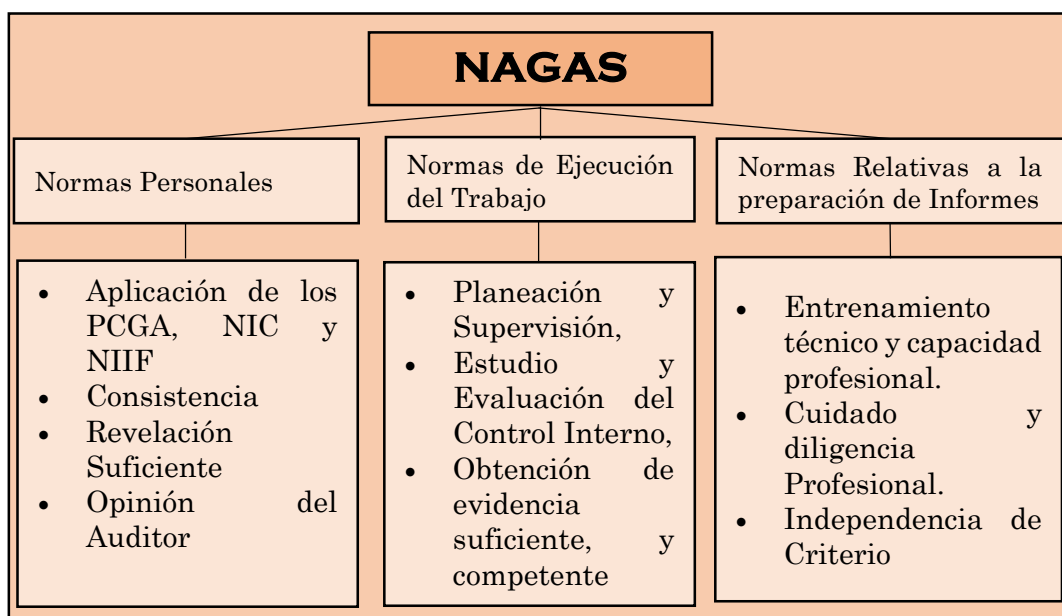 NAGAS
Normas Personales
Normas de Ejecución
del Trabajo
Normas Relativas a la
preparación de Informes
• Aplicación de los
PCGA, NIC y
NIIF
• Consistencia
• Revelación
Suficiente
• Opinión del
Auditor
• Planeación y
Supervisión,
• Estudio y
Evaluación del
Control Interno,
• Obtención de
evidencia
suficiente, y
competente
• Entrenamiento
técnico y capacidad
profesional.
• Cuidado y
diligencia
Profesional.
• Independencia de
Criterio